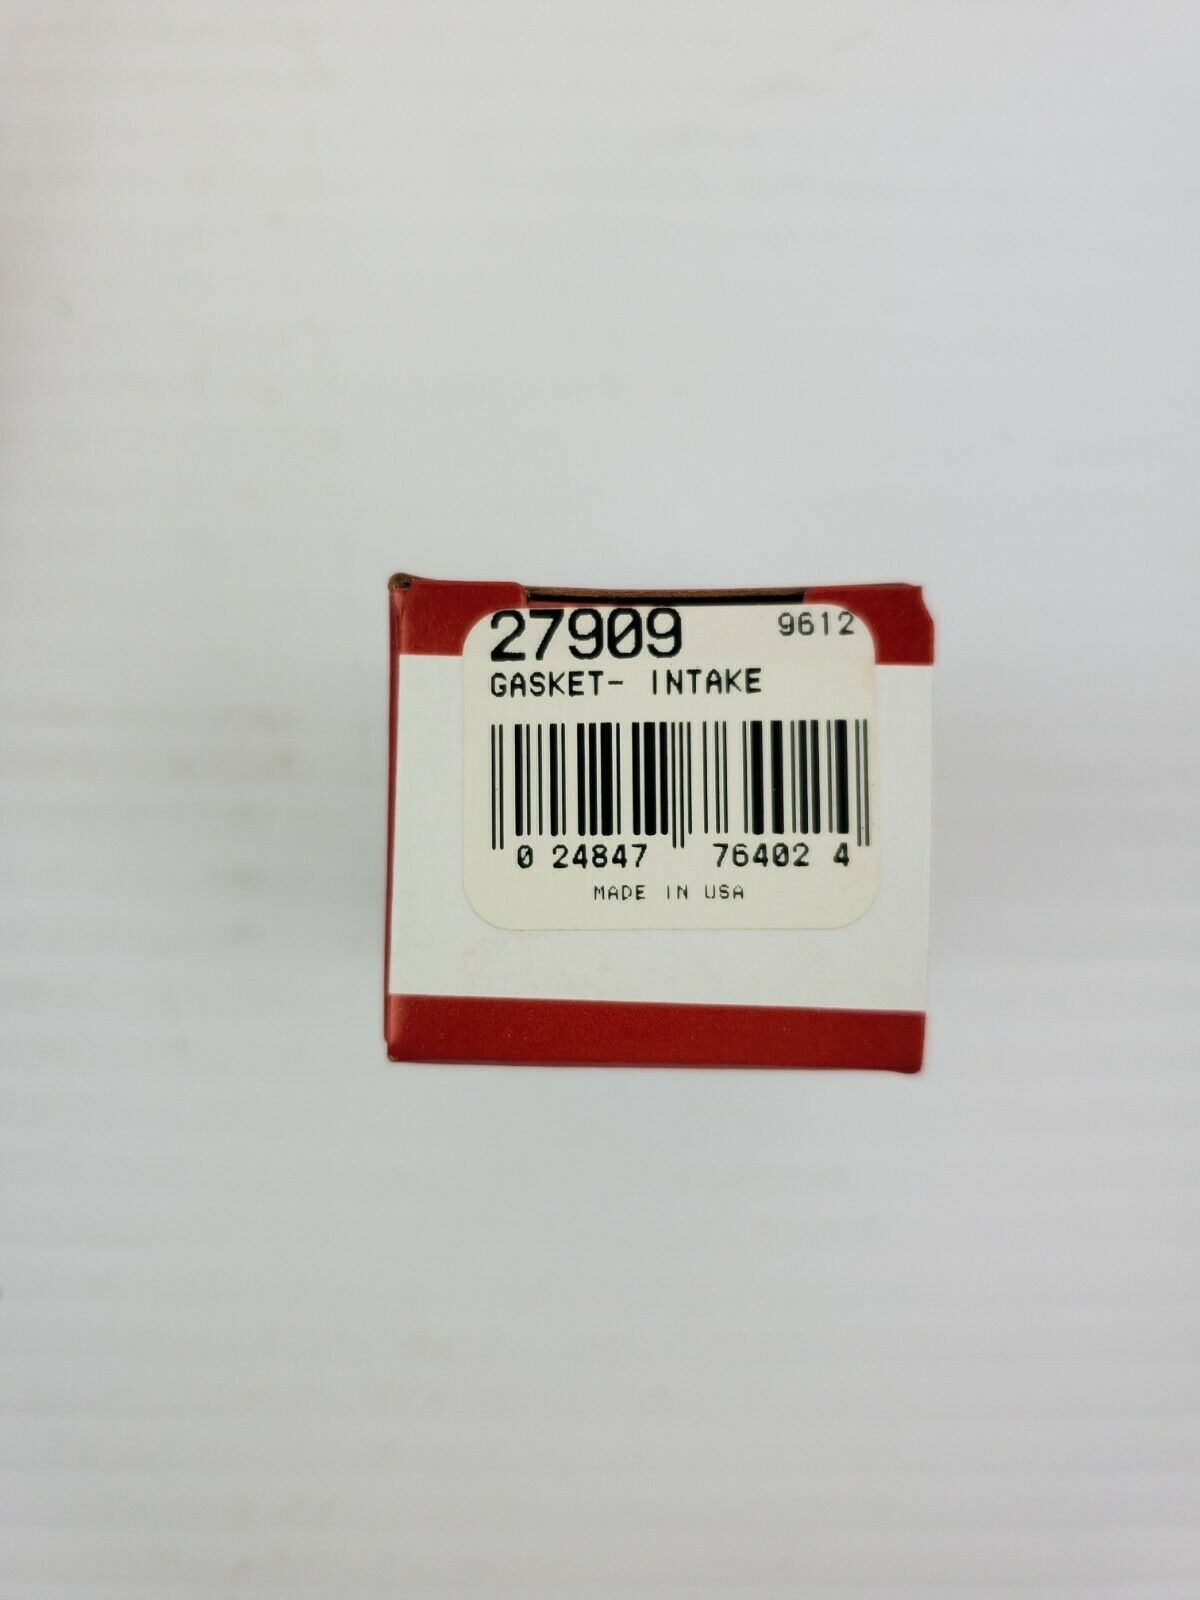 27909 9612
GASKET- INTAKE
0 24847 76402 4
MADE IN USA